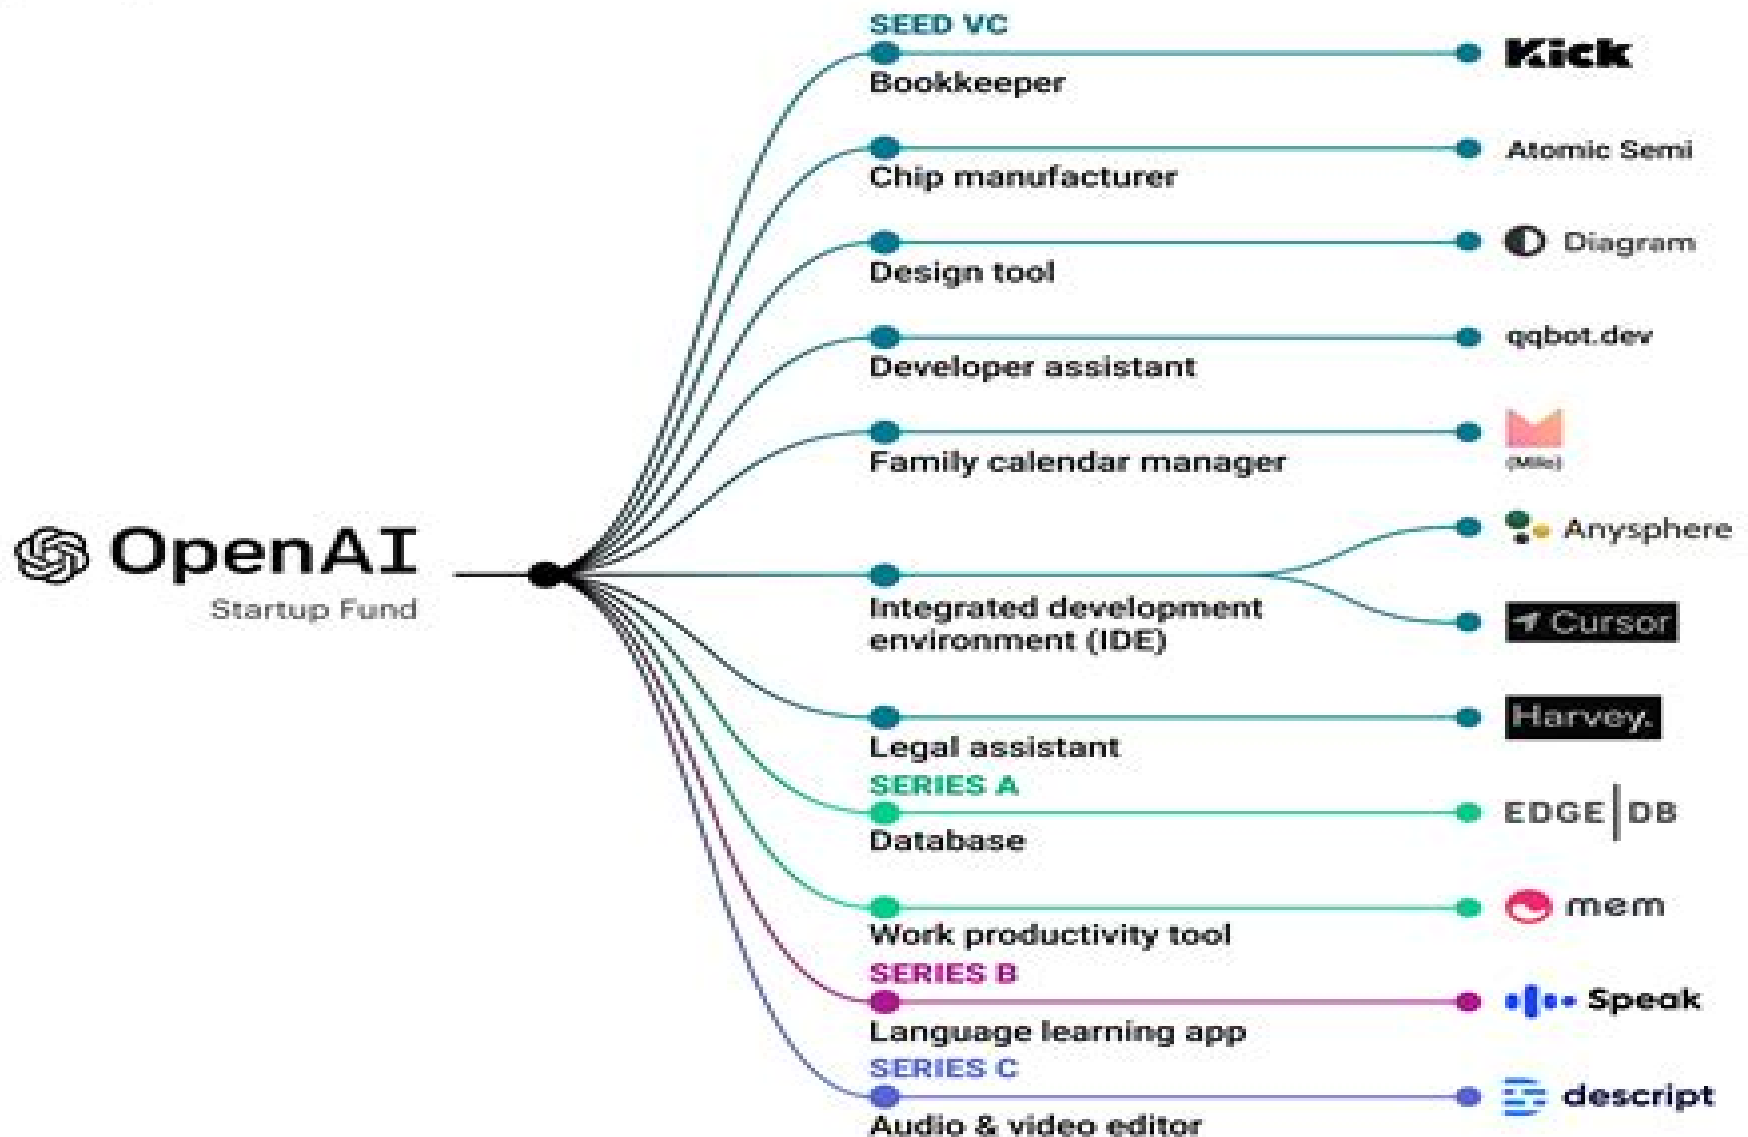 SEED VC
Kick
Bookkeeper
Atomic Semi
Chip manufacturer
Diagram
Design tool
qqbot.dev
Developer assistant
Family calendar manager
(Milo)
OpenAI
Startup Fund
Anysphere
Integrated development
environment (IDE)
Cursor
Harvey.
Legal assistant
SERIES A
EDGE|DB
Database
mem
Work productivity tool
SERIES B
Speak
Language learning app
SERIES C
descript
Audio & video editor